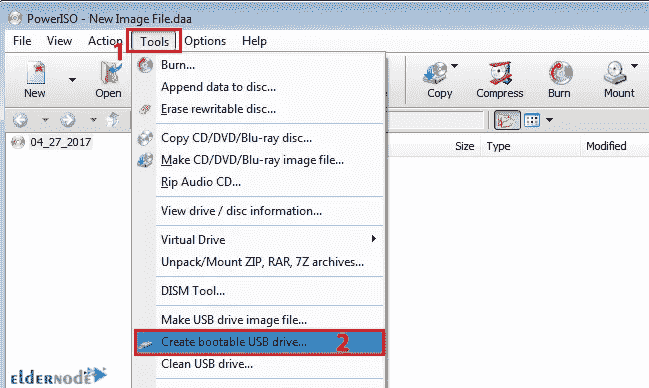 PowerISO - New Image File.daa
File View Action Tools Options Help
1
New Open Copy Compress Burn Mount
04_27_2017
Size Type Modified
Burn...
Append data to disc...
Erase rewritable disc...
Copy CD/DVD/Blu-ray disc...
Make CD/DVD/Blu-ray image file...
Rip Audio CD...
View drive / disc information...
Virtual Drive
Unpack/Mount ZIP, RAR, 7Z archives...
DISM Tool...
Make USB drive image file...
Create bootable USB drive... 2
Clean USB drive...
eldernode